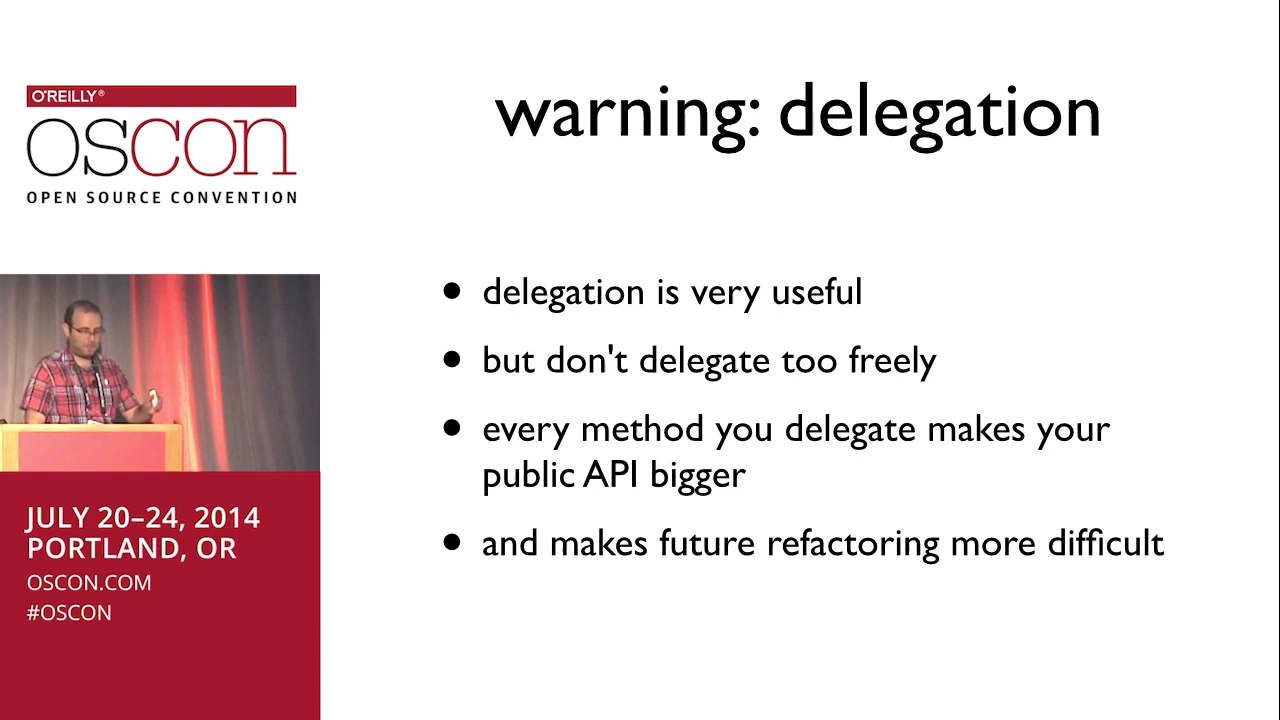 O'REILLY®
oscon
OPEN SOURCE CONVENTION
JULY 20–24, 2014
PORTLAND, OR
OSCON.COM
#OSCON
warning: delegation
• delegation is very useful
• but don't delegate too freely
• every method you delegate makes your
public API bigger
• and makes future refactoring more difficult